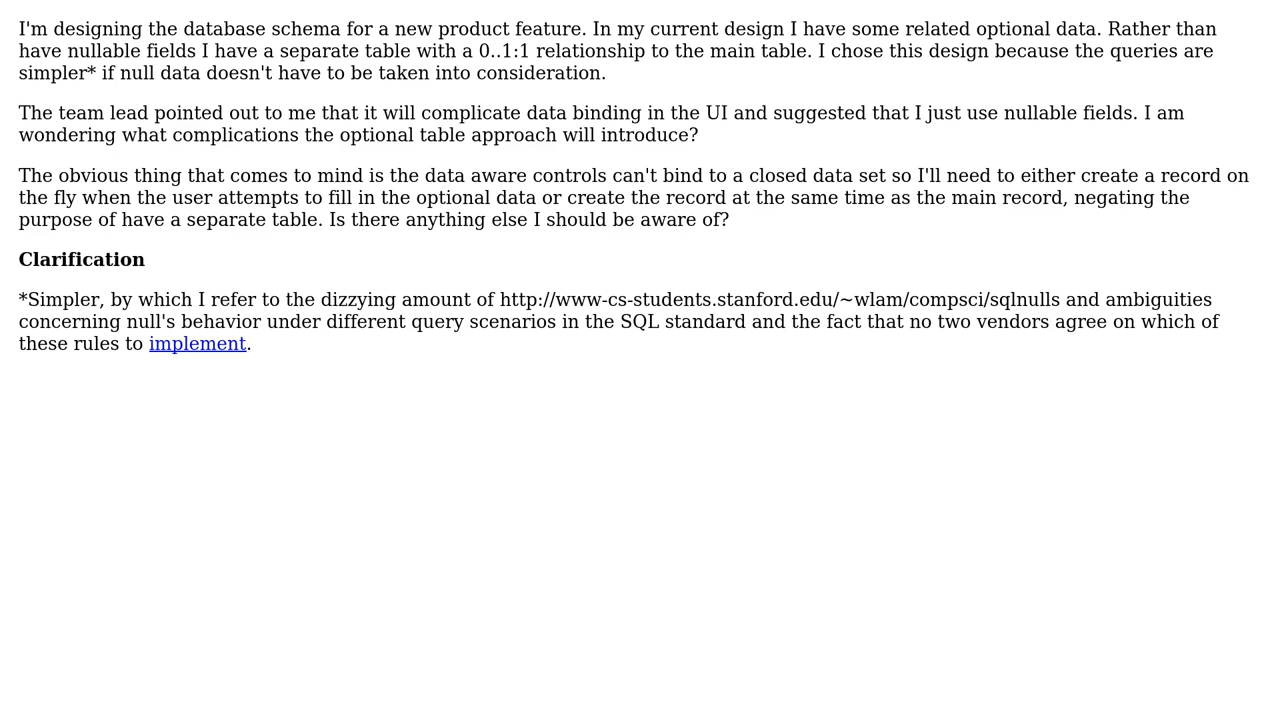 I'm designing the database schema for a new product feature. In my current design I have some related optional data. Rather than
have nullable fields I have a separate table with a 0..1:1 relationship to the main table. I chose this design because the queries are
simpler* if null data doesn't have to be taken into consideration.
The team lead pointed out to me that it will complicate data binding in the UI and suggested that I just use nullable fields. I am
wondering what complications the optional table approach will introduce?
The obvious thing that comes to mind is the data aware controls can't bind to a closed data set so I'll need to either create a record on
the fly when the user attempts to fill in the optional data or create the record at the same time as the main record, negating the
purpose of have a separate table. Is there anything else I should be aware of?
Clarification
*Simpler, by which I refer to the dizzying amount of http://www-cs-students.stanford.edu/~wlam/compsci/sqlnulls and ambiguities
concerning null's behavior under different query scenarios in the SQL standard and the fact that no two vendors agree on which of
these rules to implement.